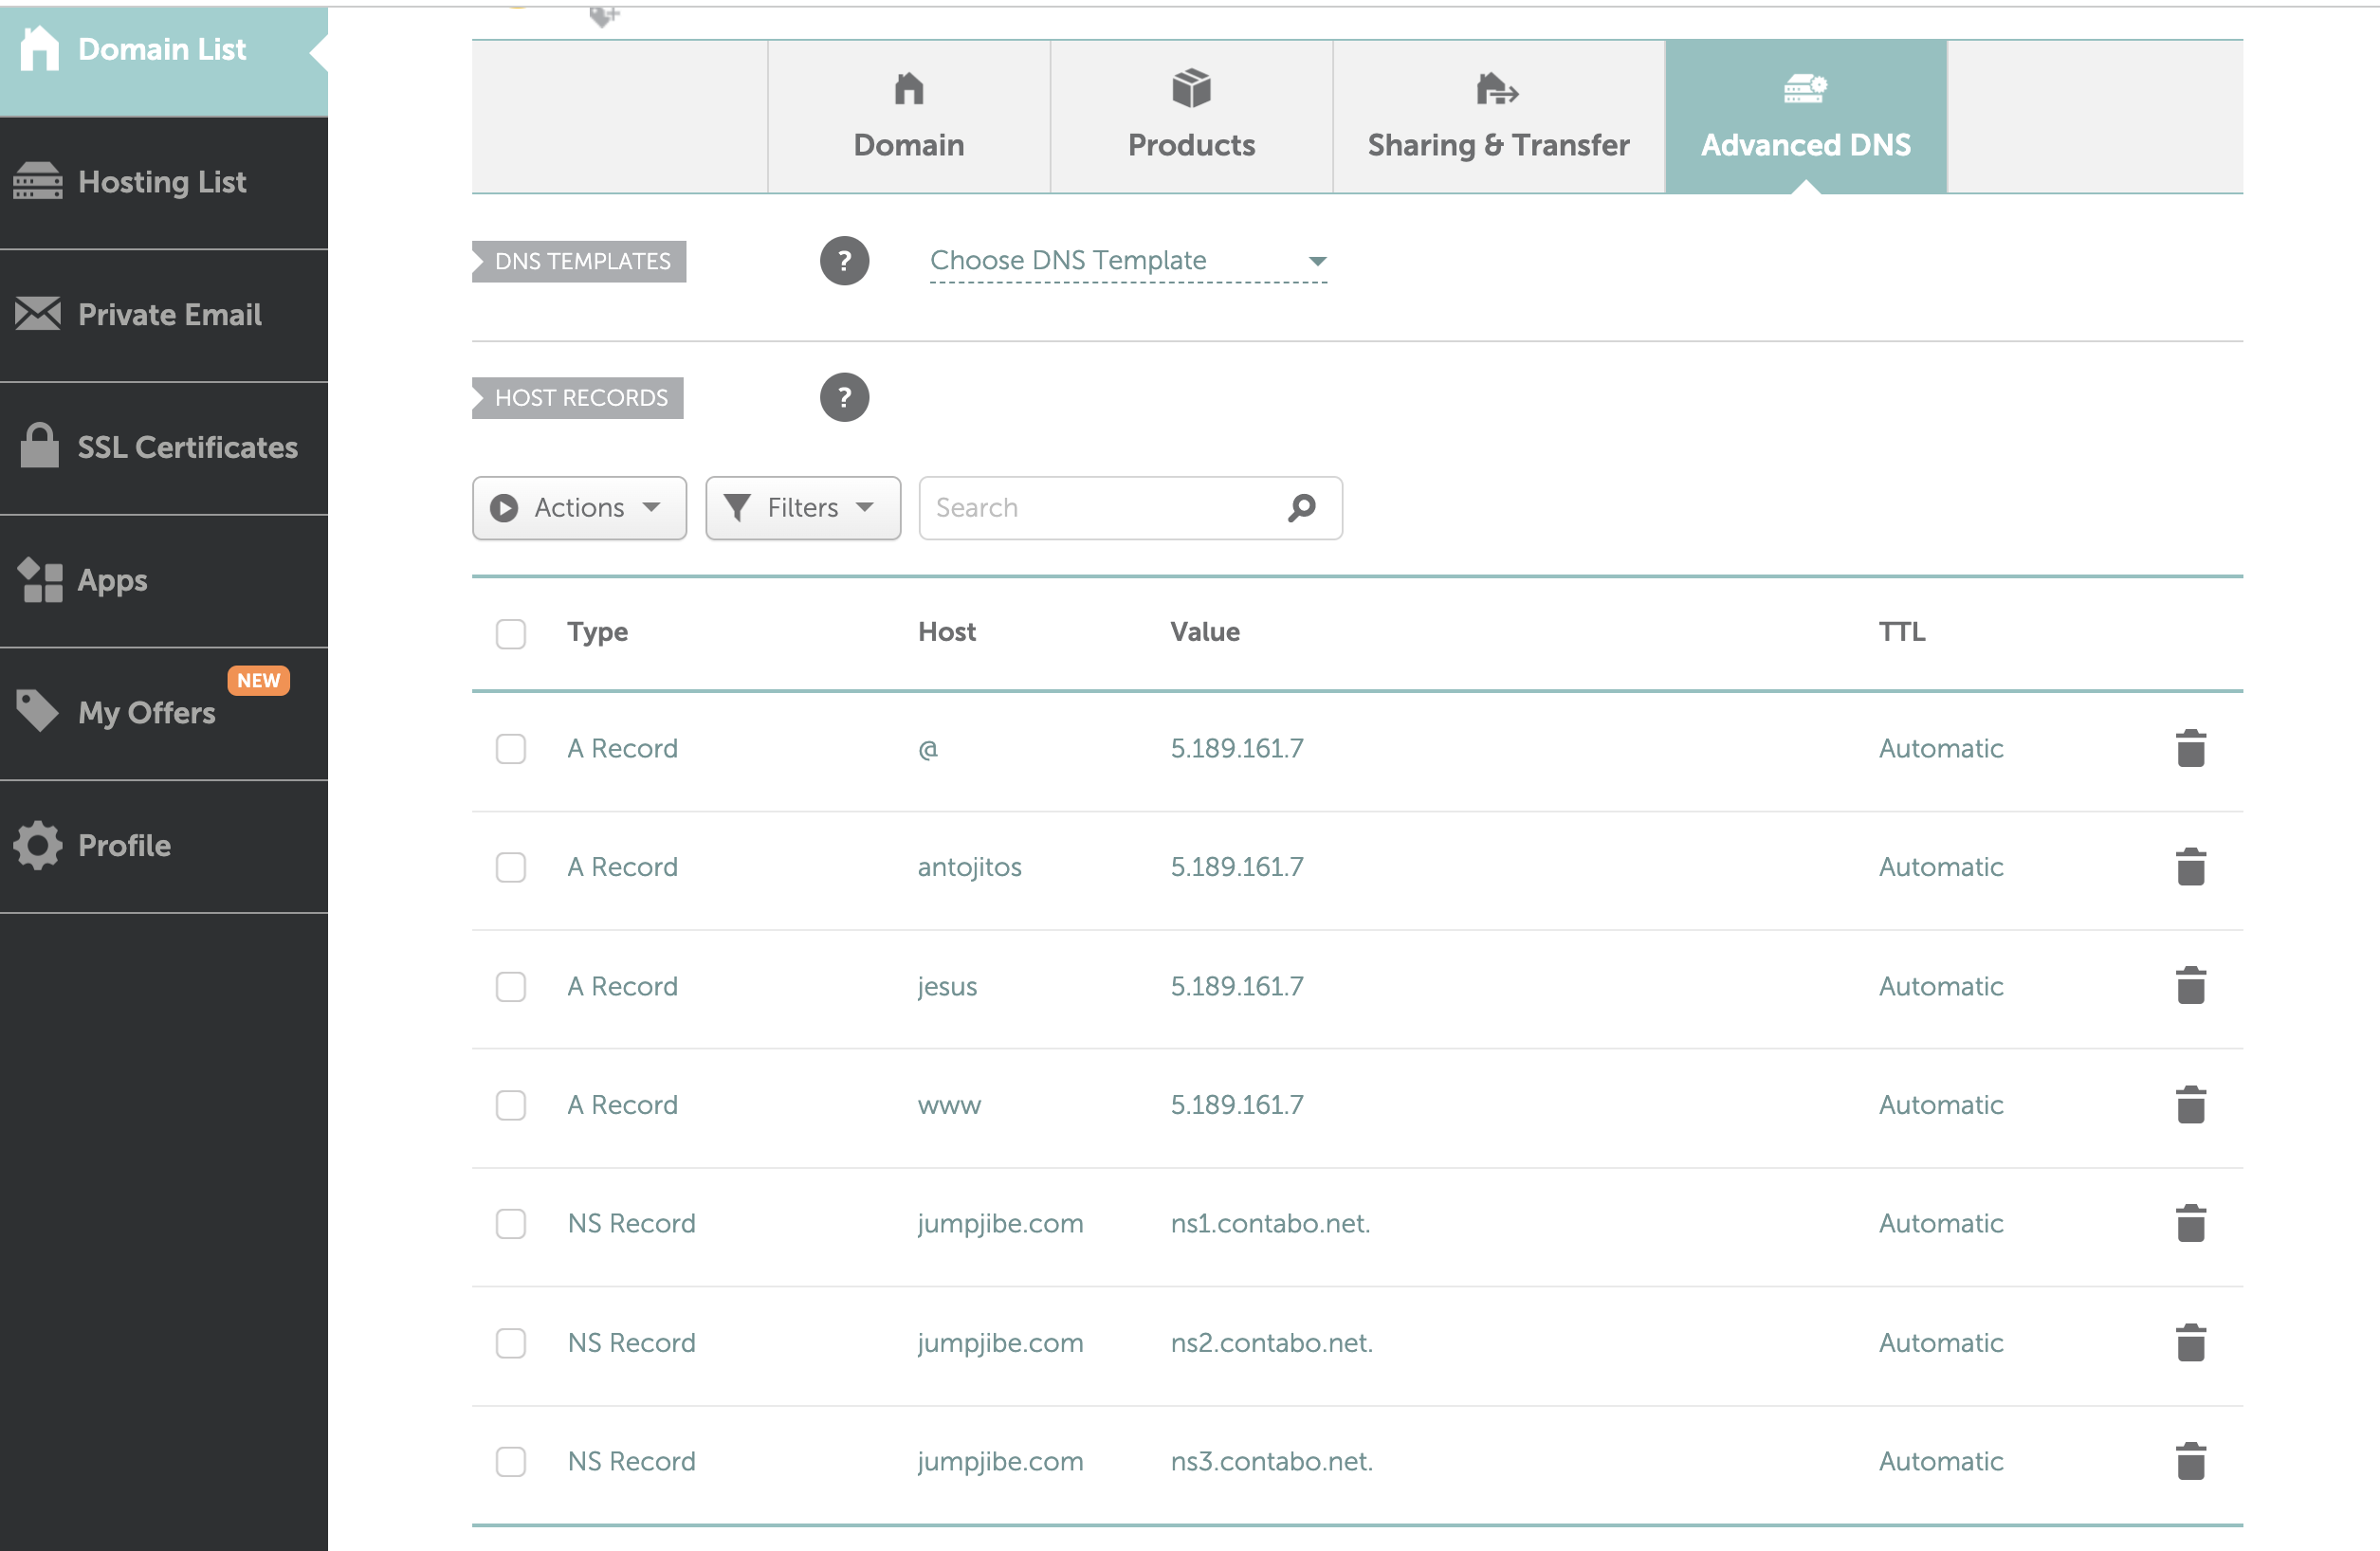 Domain List
Hosting List
Private Email
SSL Certificates
Apps
NEW
My Offers
Profile
Domain
Products
Sharing & Transfer
Advanced DNS
DNS TEMPLATES ? Choose DNS Template
HOST RECORDS ?
Actions Filters Search
Type Host Value TTL
A Record @ 5.189.161.7 Automatic
A Record antojitos 5.189.161.7 Automatic
A Record jesus 5.189.161.7 Automatic
A Record www 5.189.161.7 Automatic
NS Record jumpjibe.com ns1.contabo.net. Automatic
NS Record jumpjibe.com ns2.contabo.net. Automatic
NS Record jumpjibe.com ns3.contabo.net. Automatic